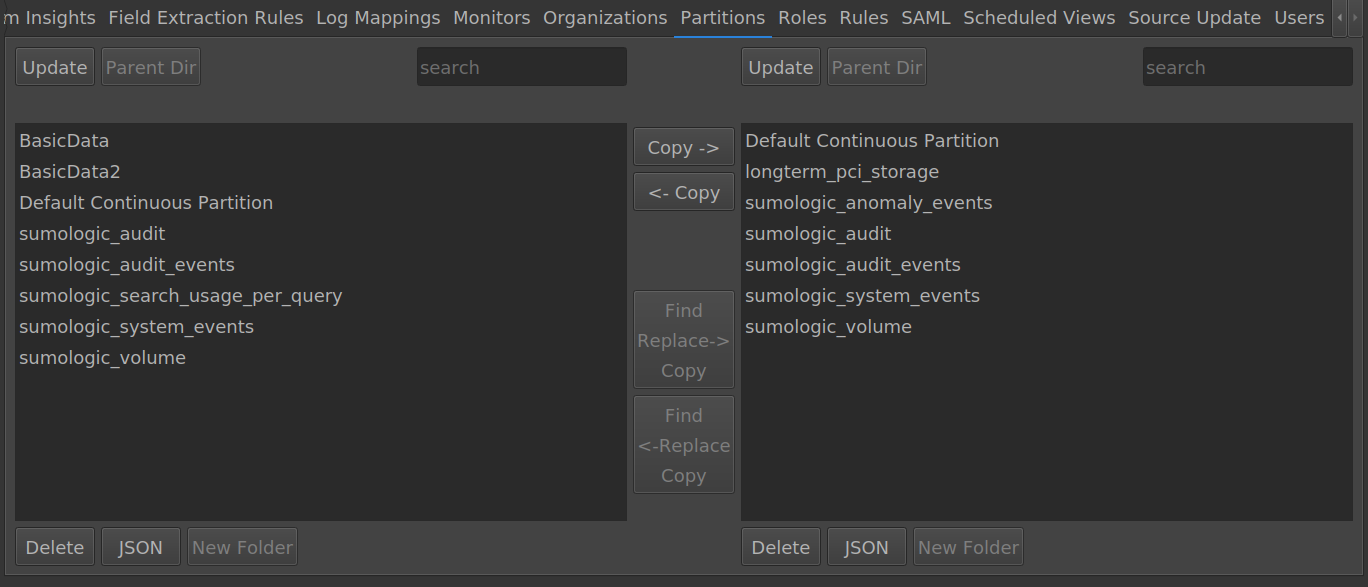 m Insights Field Extraction Rules Log Mappings Monitors Organizations Partitions Roles Rules SAML Scheduled Views Source Update Users
Update Parent Dir search
Update Parent Dir search
BasicData
BasicData2
Default Continuous Partition
sumologic_audit
sumologic_audit_events
sumologic_search_usage_per_query
sumologic_system_events
sumologic_volume
Copy ->
<- Copy
Find
Replace->
Copy
Find
<-Replace
Copy
Default Continuous Partition
longterm_pci_storage
sumologic_anomaly_events
sumologic_audit
sumologic_audit_events
sumologic_system_events
sumologic_volume
Delete JSON New Folder
Delete JSON New Folder